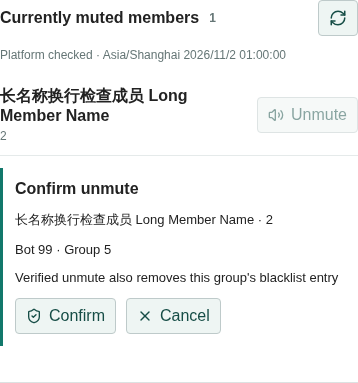 Currently muted members 1
Platform checked · Asia/Shanghai 2026/11/2 01:00:00
长名称换行检查成员 Long
Member Name
Unmute
2
Confirm unmute
长名称换行检查成员 Long Member Name · 2
Bot 99 · Group 5
Verified unmute also removes this group's blacklist entry
Confirm
Cancel